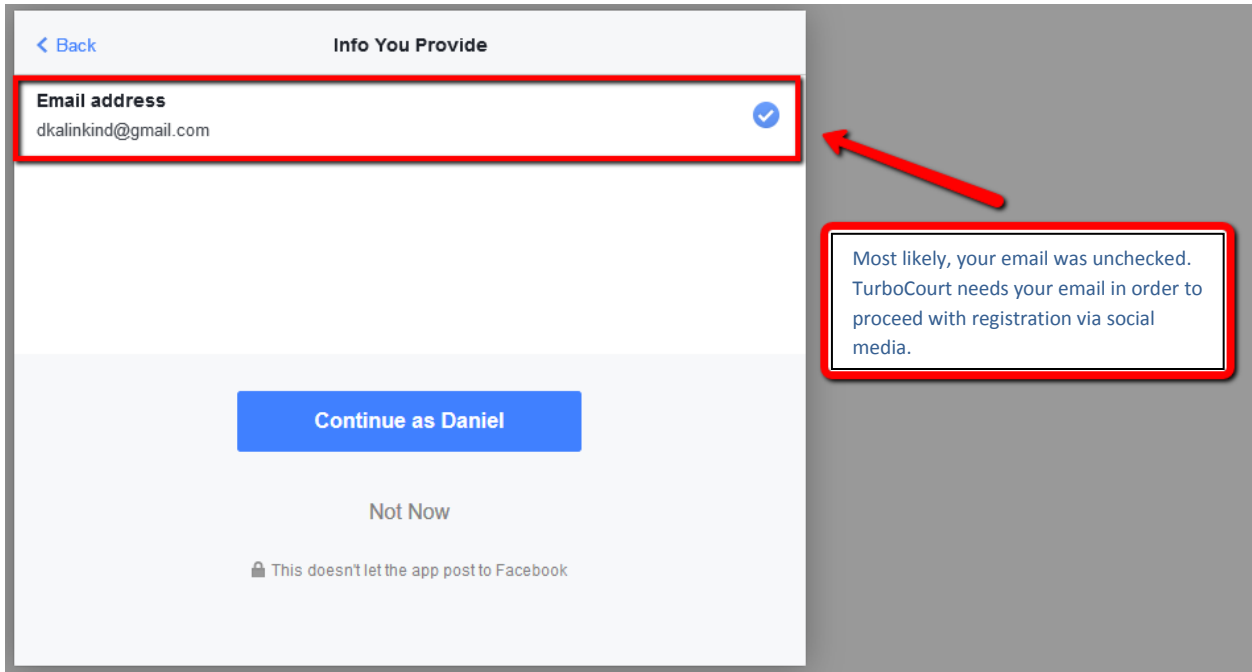 Back
Info You Provide
Email address
dkalinkind@gmail.com
Most likely, your email was unchecked.
TurboCourt needs your email in order to
proceed with registration via social
media.
Continue as Daniel
Not Now
This doesn't let the app post to Facebook